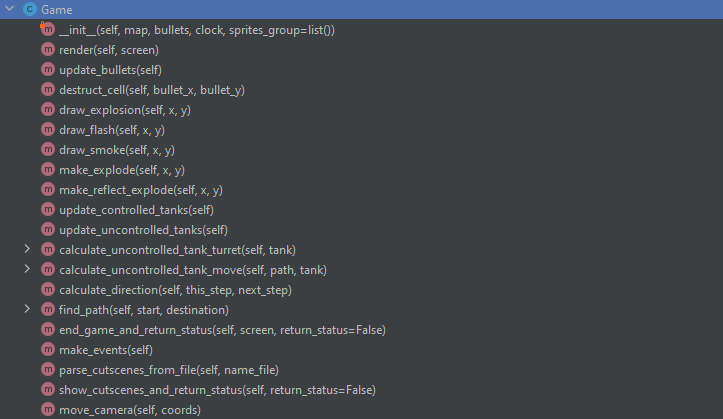 Game
__init__(self, map, bullets, clock, sprites_group=list())
render(self, screen)
update_bullets(self)
destruct_cell(self, bullet_x, bullet_y)
draw_explosion(self, x, y)
draw_flash(self, x, y)
draw_smoke(self, x, y)
make_explode(self, x, y)
make_reflect_explode(self, x, y)
update_controlled_tanks(self)
update_uncontrolled_tanks(self)
calculate_uncontrolled_tank_turret(self, tank)
calculate_uncontrolled_tank_move(self, path, tank)
calculate_direction(self, this_step, next_step)
find_path(self, start, destination)
end_game_and_return_status(self, screen, return_status=False)
make_events(self)
parse_cutscenes_from_file(self, name_file)
show_cutscenes_and_return_status(self, return_status=False)
move_camera(self, coords)